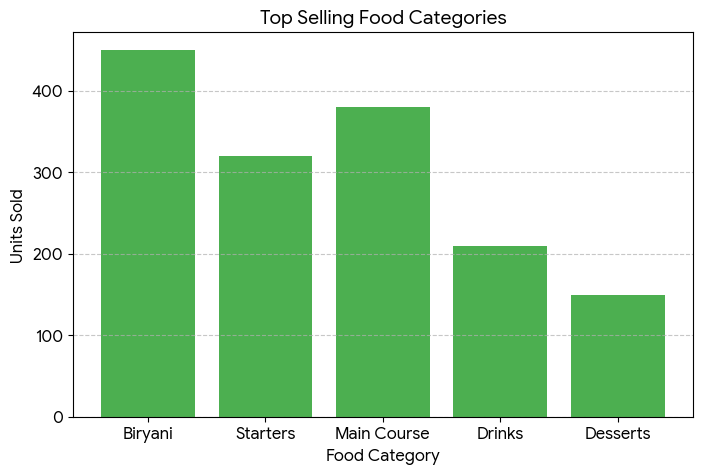 Top Selling Food Categories
Units Sold
400
300
200
100
0
Biryani Starters Main Course Drinks Desserts
Food Category